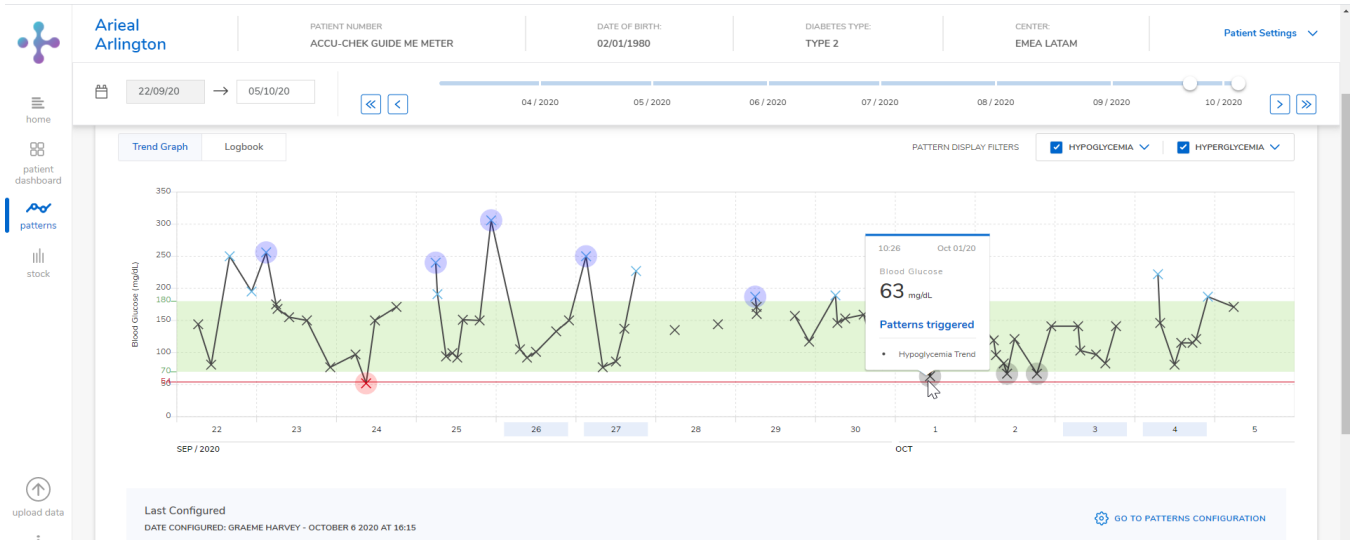 Arieal
Arlington
PATIENT NUMBER
ACCU-CHEK GUIDE ME METER
DATE OF BIRTH:
02/01/1980
DIABETES TYPE:
TYPE 2
CENTER:
EMEA LATAM
Patient Settings
22/09/20
05/10/20
04 / 2020
05 / 2020
06 / 2020
07 / 2020
08 / 2020
09 / 2020
10 / 2020
home
patient
dashboard
patterns
stock
upload data
Trend Graph
Logbook
PATTERN DISPLAY FILTERS
HYPOGLYCEMIA
HYPERGLYCEMIA
Blood Glucose (mg/dL)
350
300
250
200
180
150
100
70
54
50
0
10:26
Oct 01/20
Blood Glucose
63 mg/dL
Patterns triggered
• Hypoglycemia Trend
22
23
24
25
26
27
28
29
30
1
2
3
4
5
SEP / 2020
OCT
Last Configured
DATE CONFIGURED: GRAEME HARVEY - OCTOBER 6 2020 AT 16:15
GO TO PATTERNS CONFIGURATION